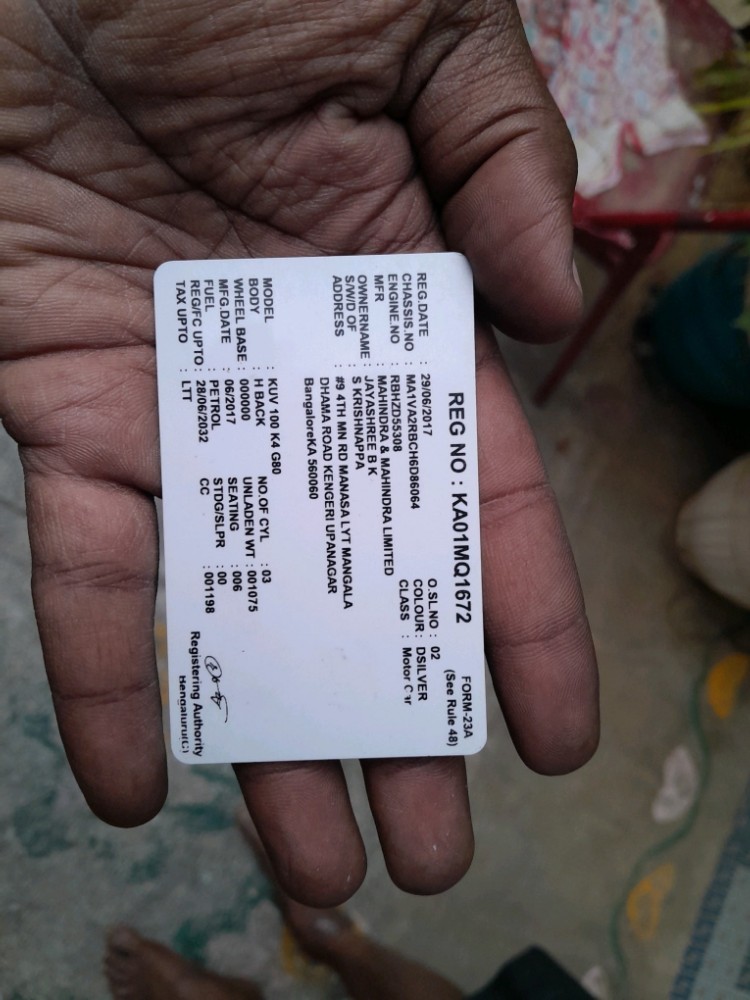 FORM-23A
(See Rule 48)
REG NO : KA01MQ1672
REG.DATE : 29/06/2017 O.SL.NO : 02
CHASSIS.NO : MA1VA2RBCH6D86064 COLOUR : DSILVER
ENGINE.NO : RBHZD55308 CLASS : Motor Car
MFR : MAHINDRA & MAHINDRA LIMITED
OWNERNAME : JAYASHREE B K
S/W/D OF : S KRISHNAPPA
ADDRESS : #9 4TH MN RD MANASA LYT MANGALA
DHAMA ROAD KENGERI UPANAGAR
BangaloreKA 560060
MODEL : KUV 100 K4 G80 NO.OF CYL : 03
BODY : H BACK UNLADEN WT : 001075
WHEEL BASE : 000000 SEATING : 006
MFG.DATE : 06/2017 STDG/SLPR : 00
FUEL : PETROL CC : 001198
REG/FC UPTO : 28/06/2032
TAX UPTO : LTT
Registering Authority
Bengaluru(C)